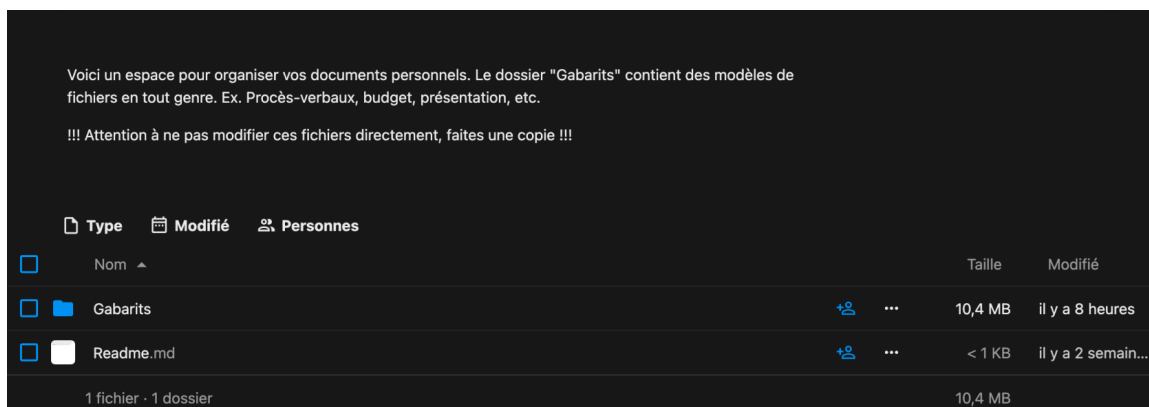 Voici un espace pour organiser vos documents personnels. Le dossier "Gabarits" contient des modèles de
fichiers en tout genre. Ex. Procès-verbaux, budget, présentation, etc.
!!! Attention à ne pas modifier ces fichiers directement, faites une copie !!!
Type Modifié Personnes
Nom Taille Modifié
Gabarits 10,4 MB il y a 8 heures
Readme.md < 1 KB il y a 2 semain...
1 fichier · 1 dossier 10,4 MB